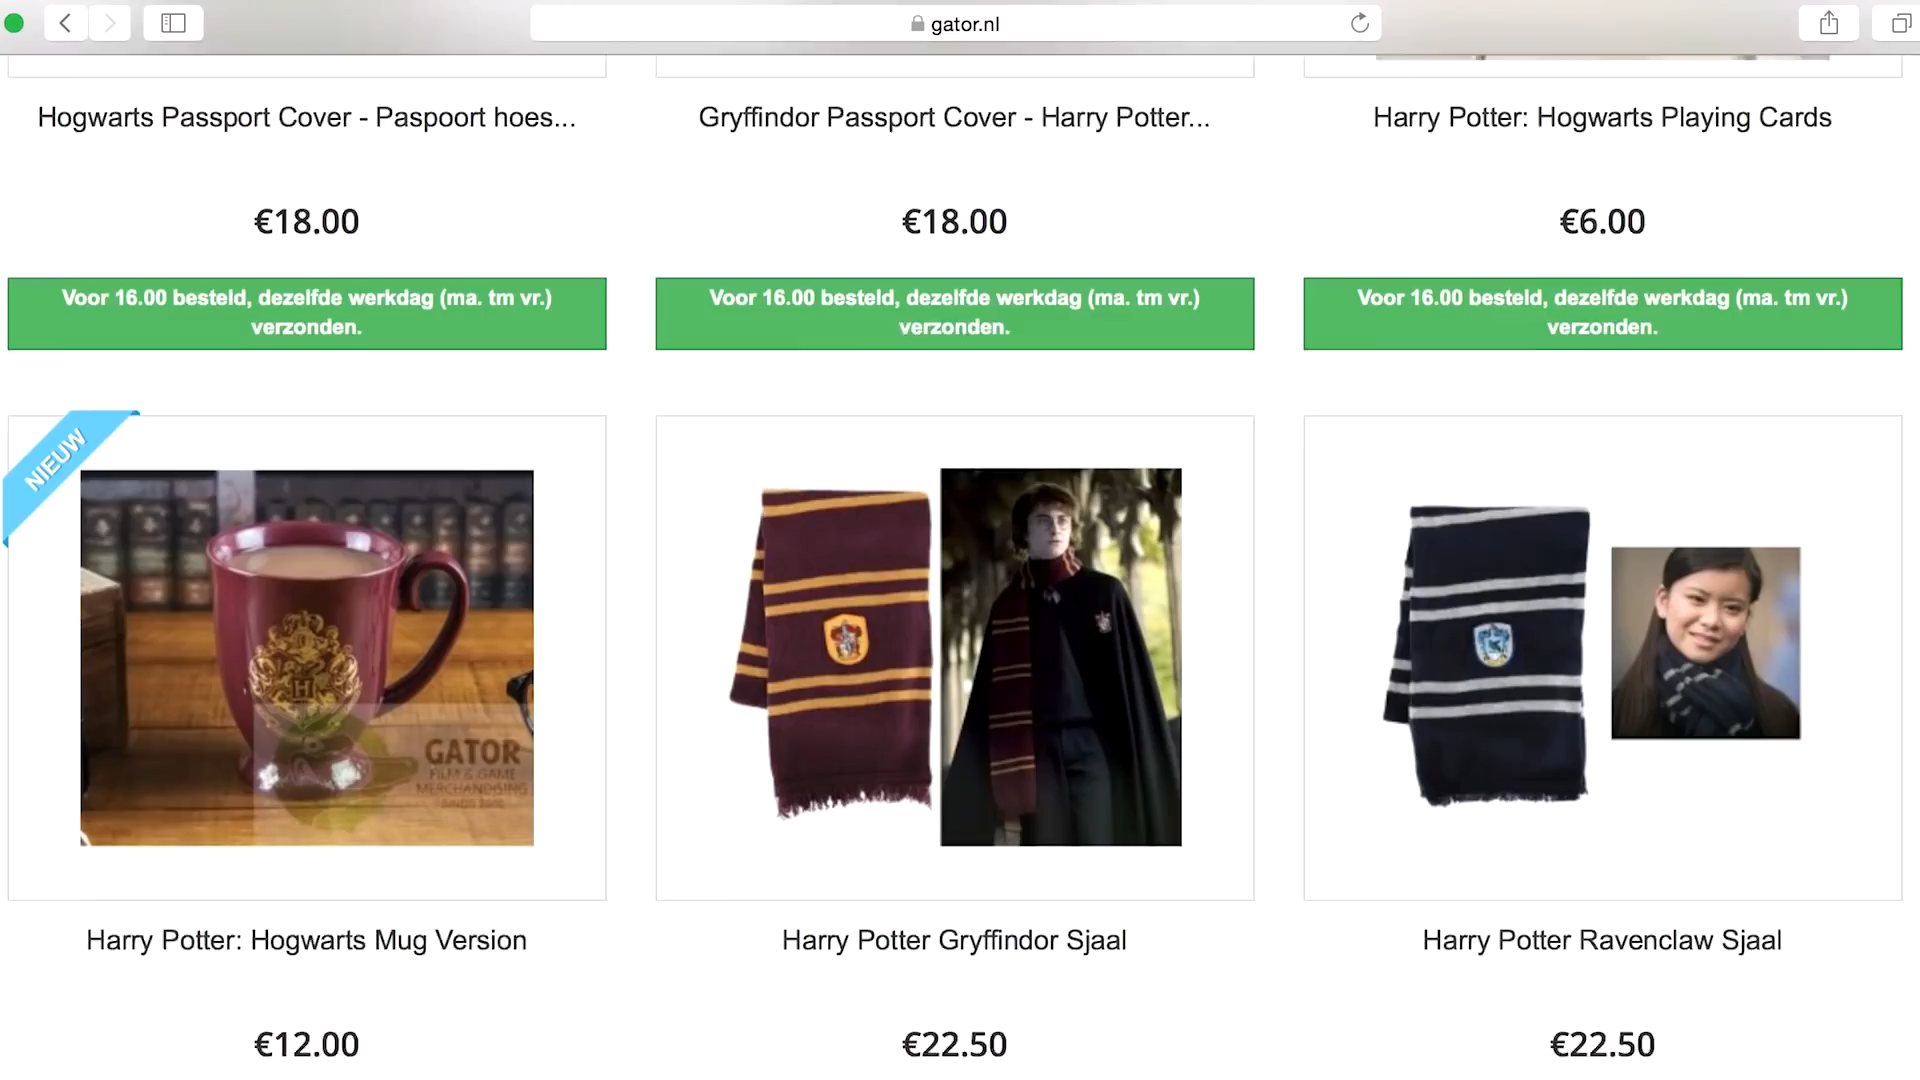 gator.nl
Hogwarts Passport Cover - Paspoort hoes...
Gryffindor Passport Cover - Harry Potter...
Harry Potter: Hogwarts Playing Cards
€18.00
€18.00
€6.00
Voor 16.00 besteld, dezelfde werkdag (ma. tm vr.)
verzonden.
Voor 16.00 besteld, dezelfde werkdag (ma. tm vr.)
verzonden.
Voor 16.00 besteld, dezelfde werkdag (ma. tm vr.)
verzonden.
NIEUW
H
GATOR
FILM & GAME
MERCHANDISING
Harry Potter: Hogwarts Mug Version
Harry Potter Gryffindor Sjaal
Harry Potter Ravenclaw Sjaal
€12.00
€22.50
€22.50